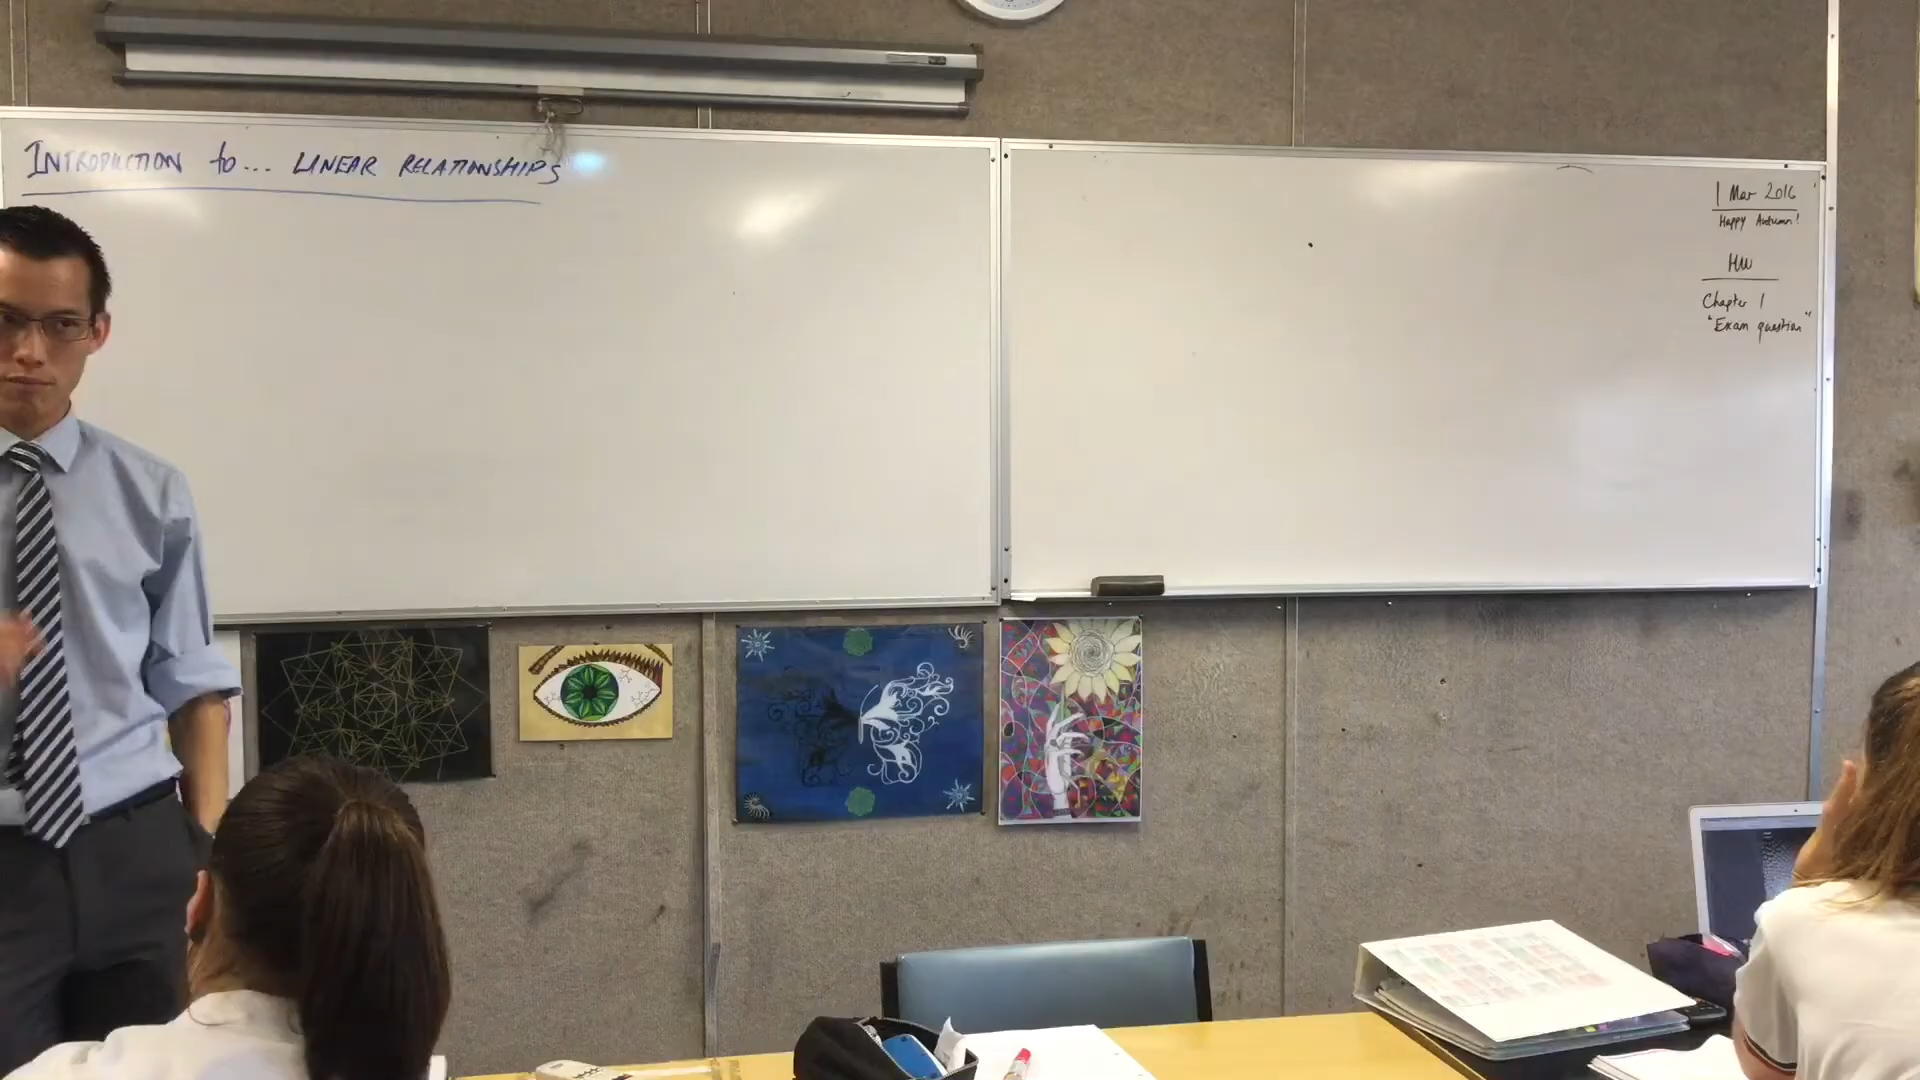 INTRODUCTION to... LINEAR RELATIONSHIPS
1 Mar 2016
Happy Autumn!
HW
Chapter 1
"Exam question"